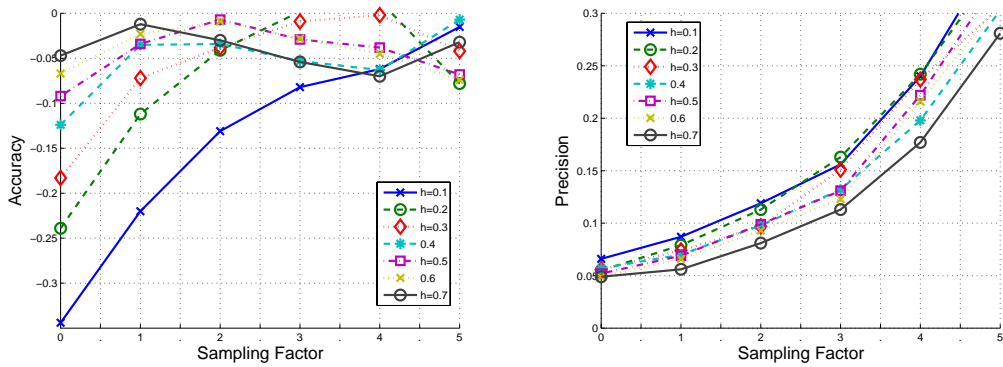 0
-0.05
-0.1
-0.15
-0.2
-0.25
-0.3
Accuracy
0 1 2 3 4 5
Sampling Factor
h=0.1
h=0.2
h=0.3
0.4
h=0.5
0.6
h=0.7
0.3
0.25
0.2
0.15
0.1
0.05
0
Precision
0 1 2 3 4 5
Sampling Factor
h=0.1
h=0.2
h=0.3
0.4
h=0.5
0.6
h=0.7